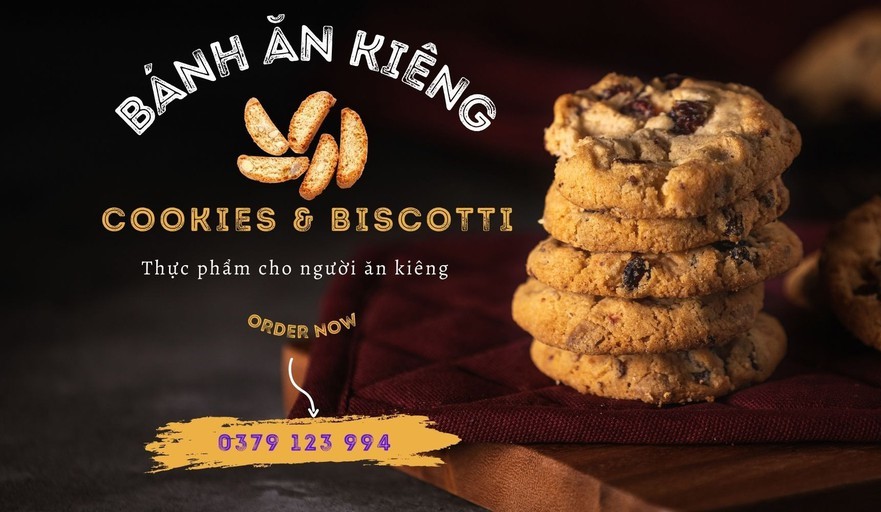 BÁNH ĂN KIÊNG
COOKIES & BISCOTTI
Thực phẩm cho người ăn kiêng
ORDER NOW
0379 123 994